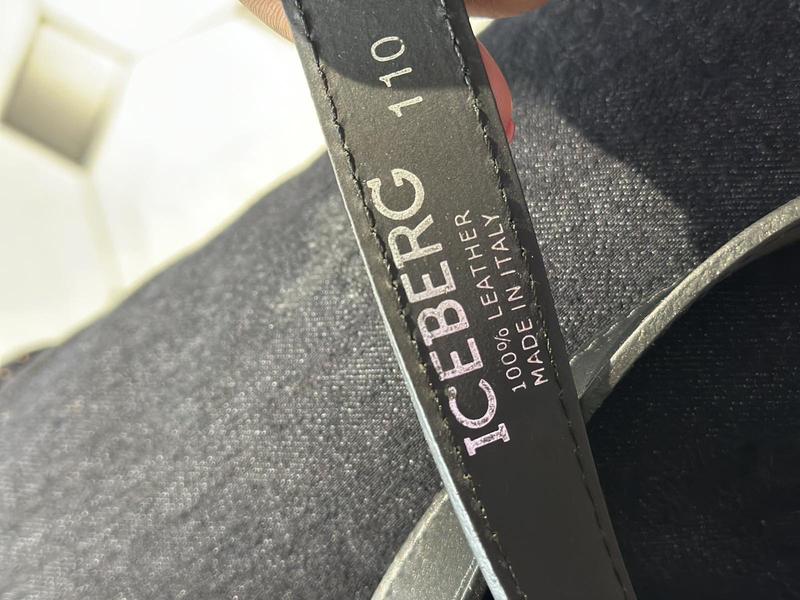 ICEBERG 110
100% LEATHER
MADE IN ITALY